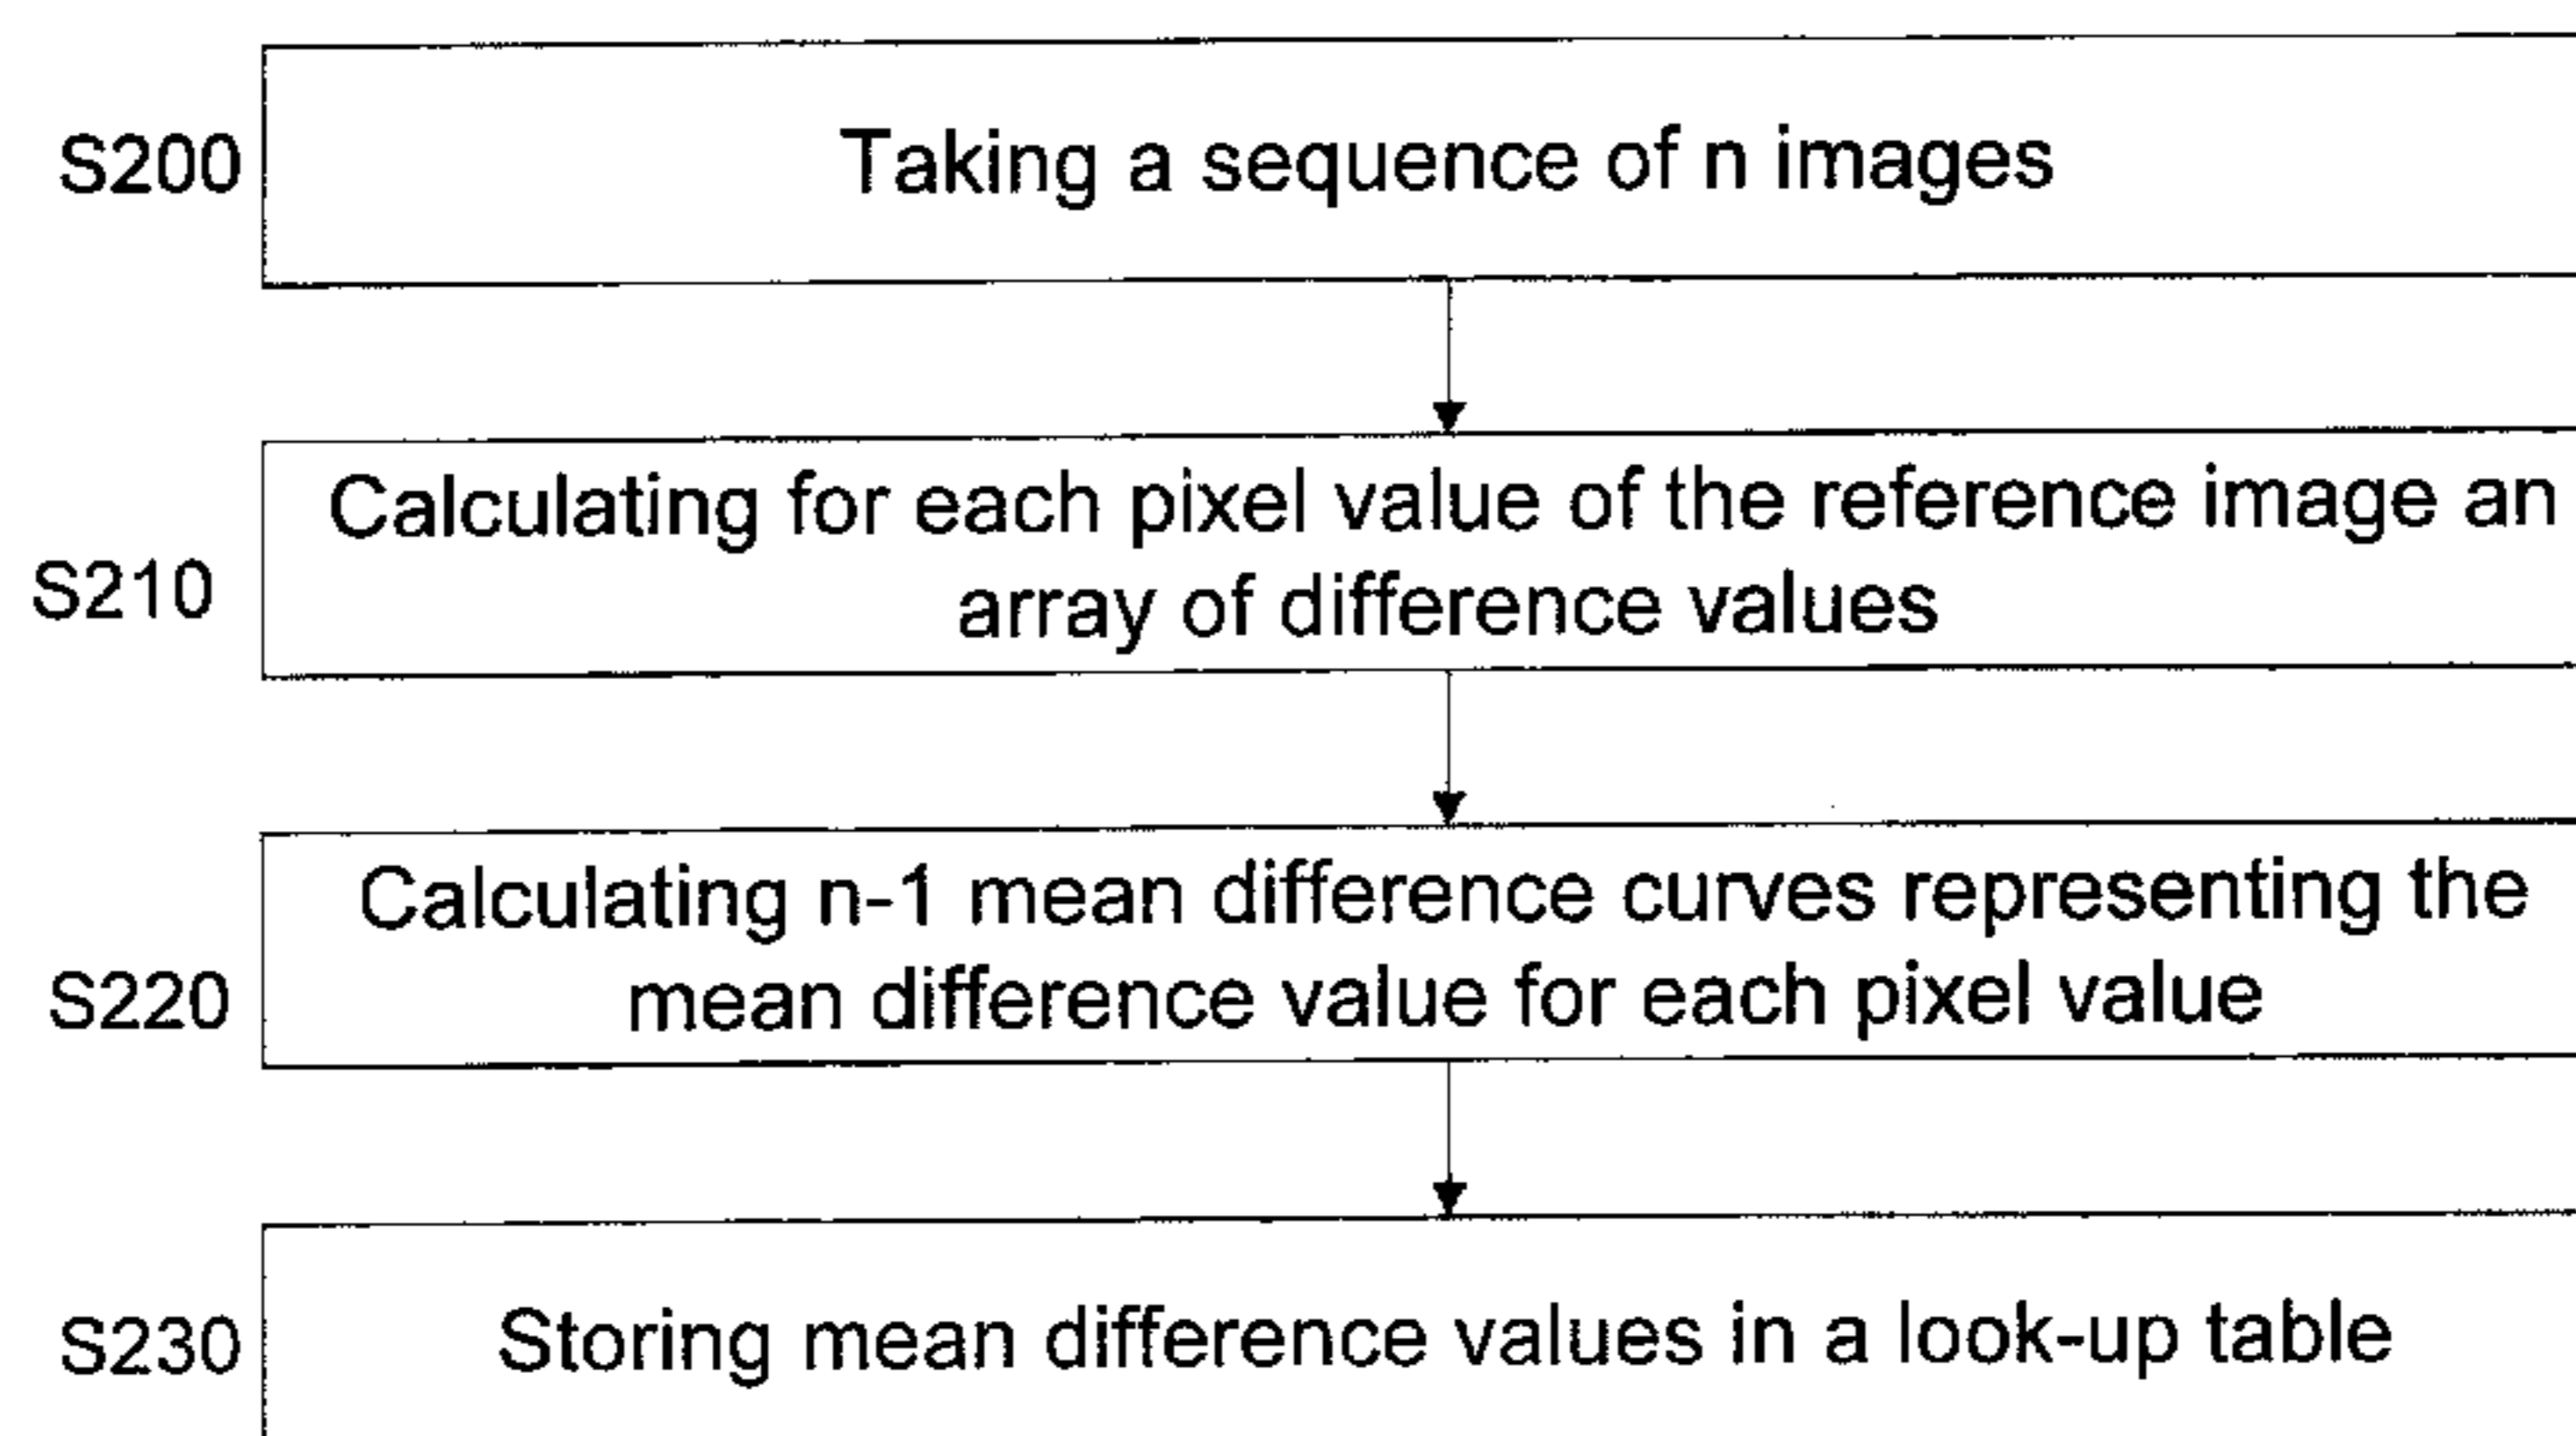 S200
Taking a sequence of n images
Calculating for each pixel value of the reference image an
S210
array of difference values
Calculating n-1 mean difference curves representing the
S220
mean difference value for each pixel value
S230
Storing mean difference values in a look-up table